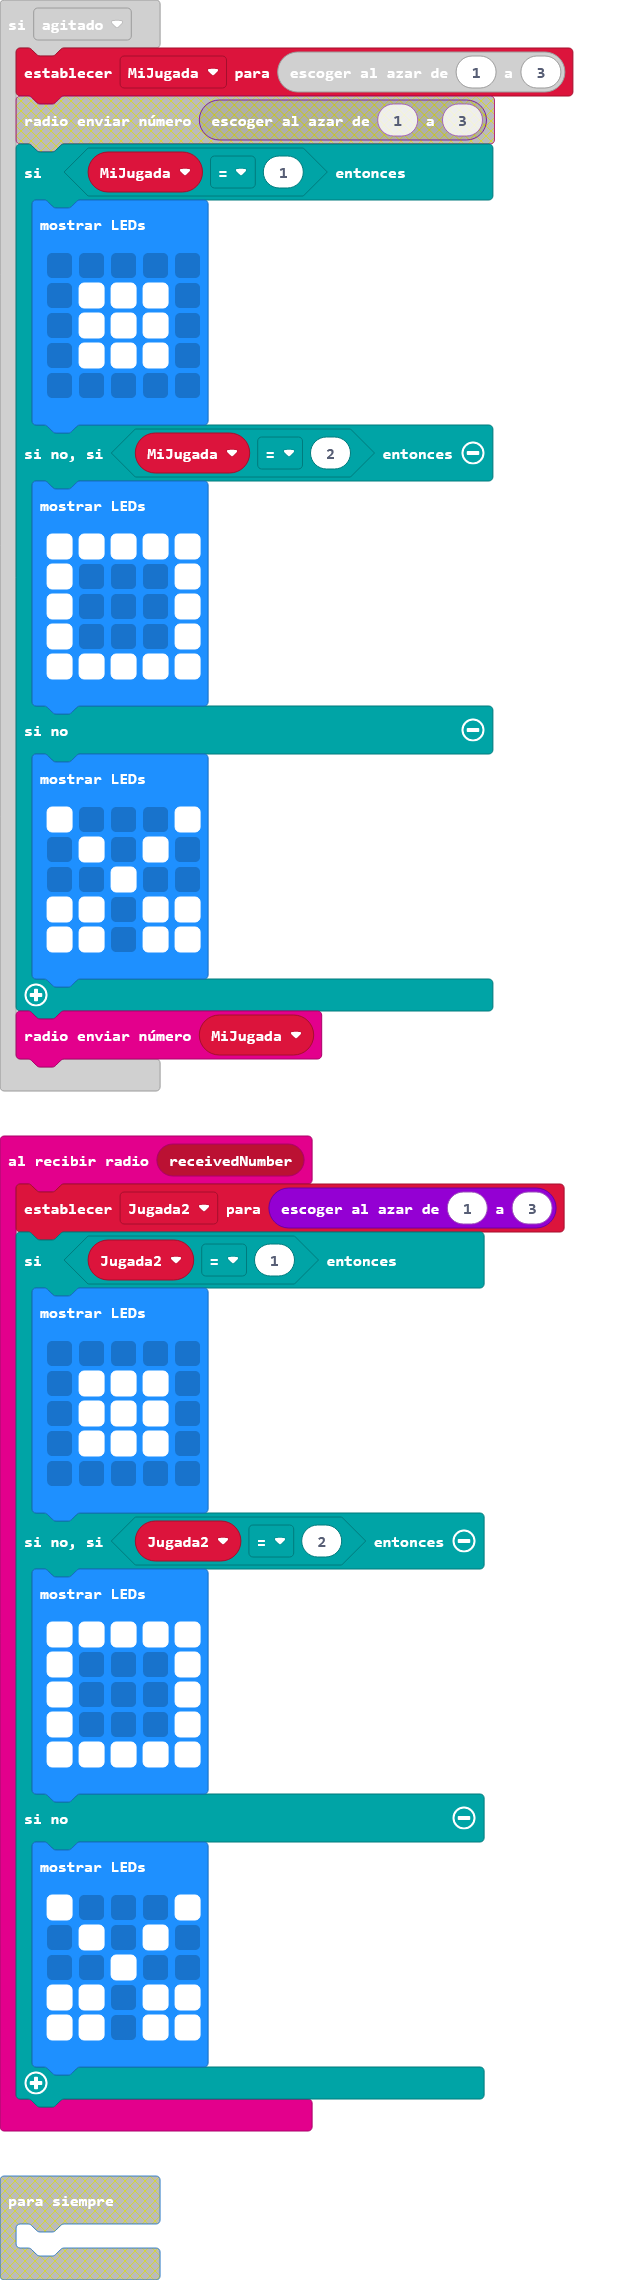 si agitado
establecer MiJugada para escoger al azar de 1 a 3
radio enviar número escoger al azar de 1 a 3
si MiJugada = 1 entonces
mostrar LEDs
si no, si MiJugada = 2 entonces
mostrar LEDs
si no
mostrar LEDs
radio enviar número MiJugada
al recibir radio receivedNumber
establecer Jugada2 para escoger al azar de 1 a 3
si Jugada2 = 1 entonces
mostrar LEDs
si no, si Jugada2 = 2 entonces
mostrar LEDs
si no
mostrar LEDs
para siempre